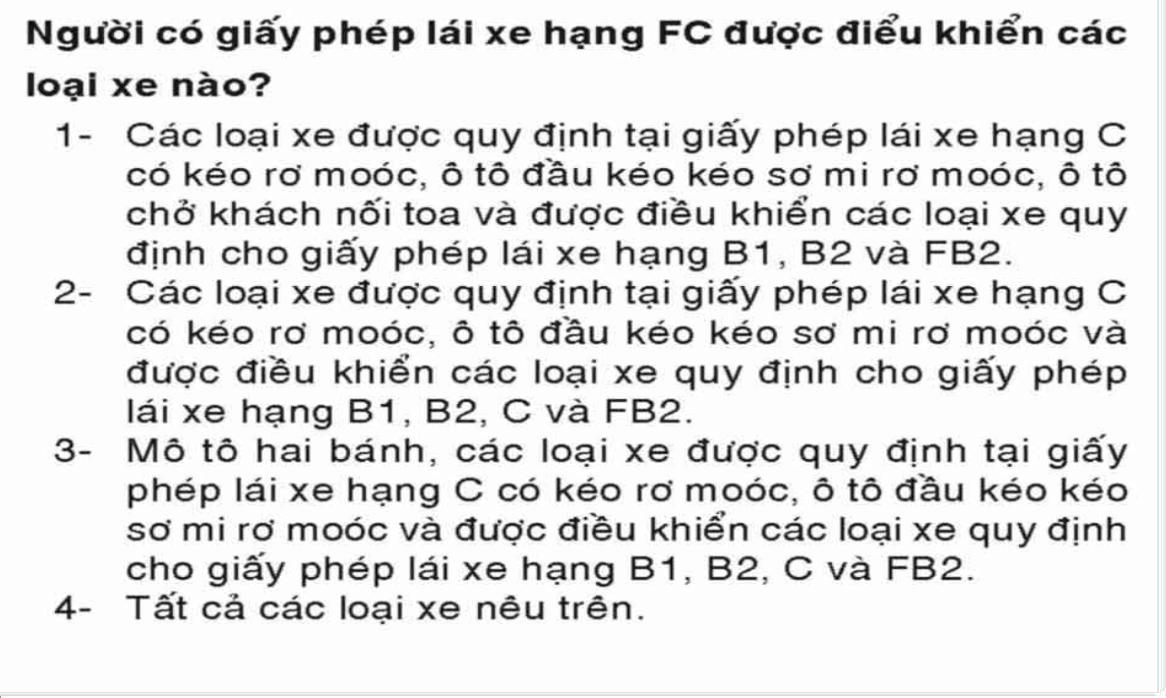 Người có giấy phép lái xe hạng FC được điểu khiển các
loại xe nào?
1- Các loại xe được quy định tại giấy phép lái xe hạng C
có kéo rơ moóc, ô tô đầu kéo kéo sơ mi rơ moóc, ô tô
chở khách nối toa và được điều khiển các loại xe quy
định cho giấy phép lái xe hạng B1, B2 và FB2.
2- Các loại xe được quy định tại giấy phép lái xe hạng C
có kéo rơ moóc, ô tô đầu kéo kéo sơ mi rơ moóc và
được điều khiển các loại xe quy định cho giấy phép
lái xe hạng B1, B2, C và FB2.
3- Mô tô hai bánh, các loại xe được quy định tại giấy
phép lái xe hạng C có kéo rơ moóc, ô tô đầu kéo kéo
sơ mi rơ moóc và được điều khiển các loại xe quy định
cho giấy phép lái xe hạng B1, B2, C và FB2.
4- Tất cả các loại xe nêu trên.